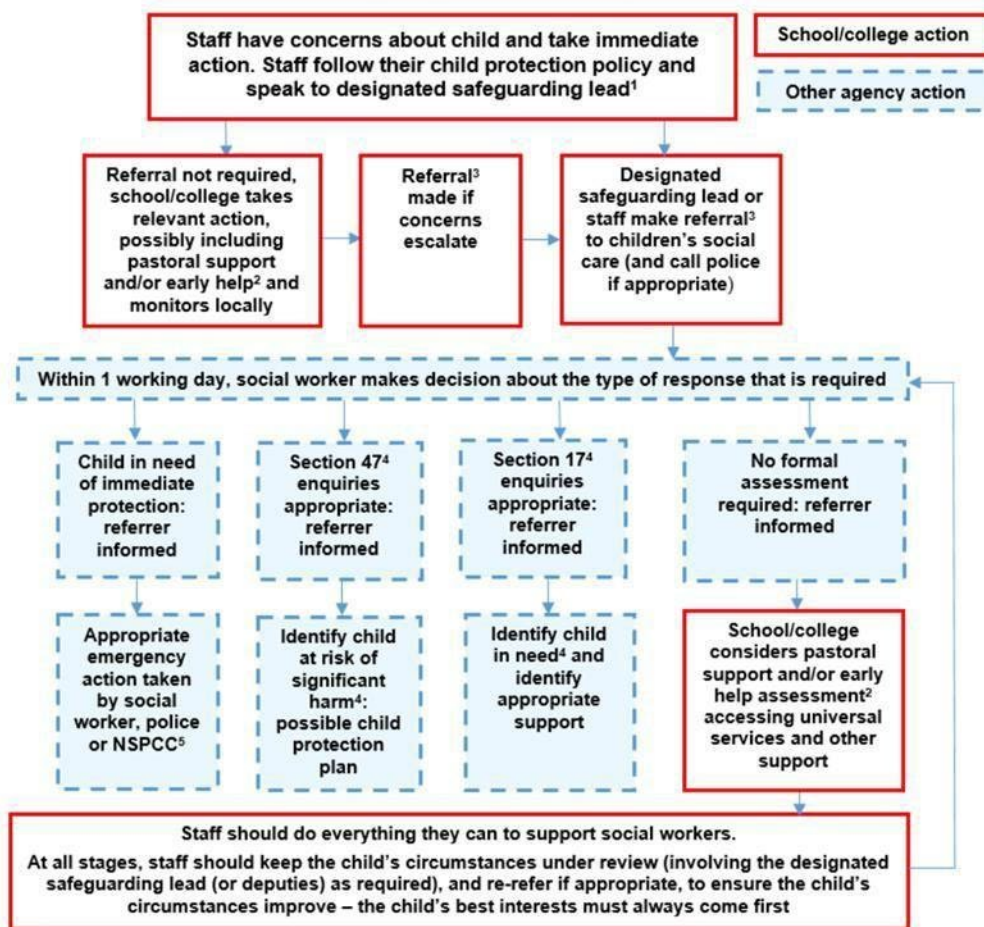 Staff have concerns about child and take immediate
action. Staff follow their child protection policy and
speak to designated safeguarding lead¹
School/college action
Other agency action
Referral not required,
school/college takes
relevant action,
possibly including
pastoral support
and/or early help² and
monitors locally
Referral³
made if
concerns
escalate
Designated
safeguarding lead or
staff make referral³
to children's social
care (and call police
if appropriate)
Within 1 working day, social worker makes decision about the type of response that is required
Child in need
of immediate
protection:
referrer
informed
Section 47⁴
enquiries
appropriate:
referrer
informed
Section 17⁴
enquiries
appropriate:
referrer
informed
No formal
assessment
required: referrer
informed
Appropriate
emergency
action taken
by social
worker, police
or NSPCC⁵
Identify child
at risk of
significant
harm⁴:
possible child
protection
plan
Identify child
in need⁴ and
identify
appropriate
support
School/college
considers pastoral
support and/or early
help assessment²
accessing universal
services and other
support
Staff should do everything they can to support social workers.
At all stages, staff should keep the child's circumstances under review (involving the designated
safeguarding lead (or deputies) as required), and re-refer if appropriate, to ensure the child's
circumstances improve – the child's best interests must always come first